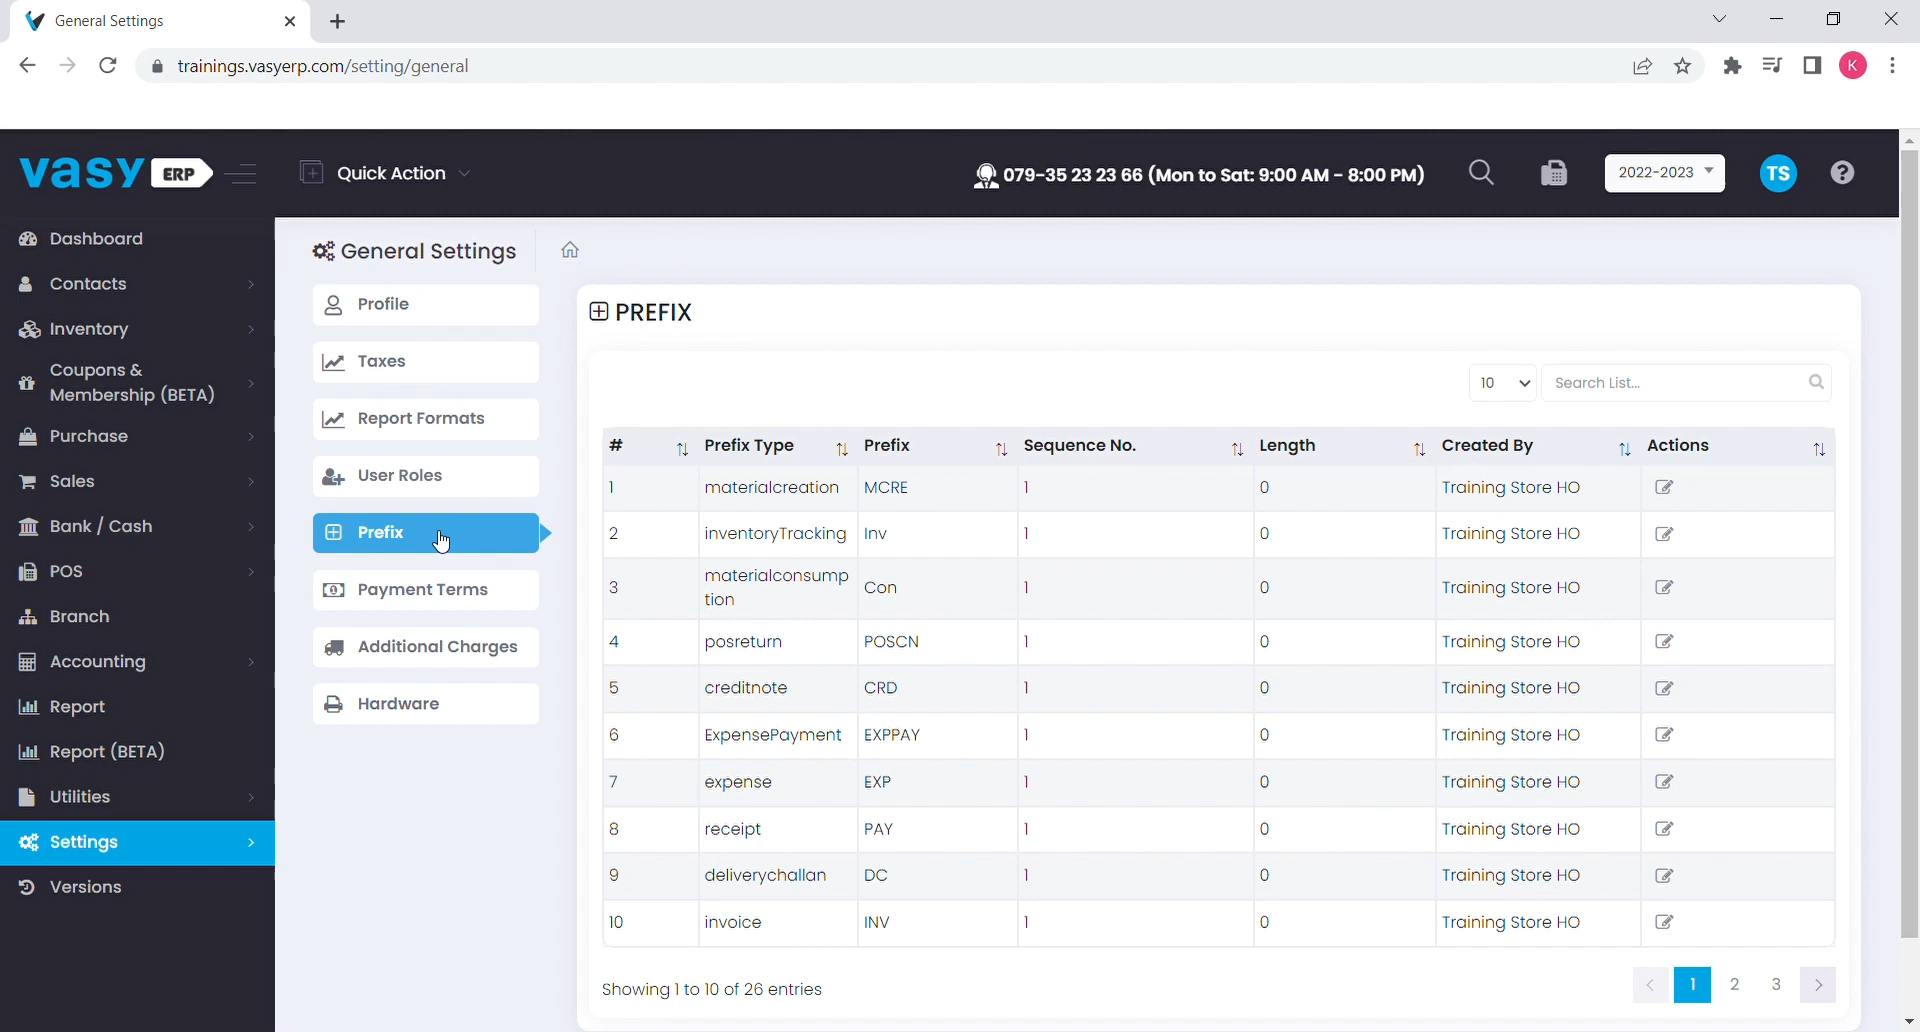 General Settings
trainings.vasyerp.com/setting/general
K
vasy ERP
Quick Action
079-35 23 23 66 (Mon to Sat: 9:00 AM - 8:00 PM)
2022-2023
TS
Dashboard
Contacts
Inventory
Coupons &
Membership (BETA)
Purchase
Sales
Bank / Cash
POS
Branch
Accounting
Report
Report (BETA)
Utilities
Settings
Versions
General Settings
Profile
Taxes
Report Formats
User Roles
Prefix
Payment Terms
Additional Charges
Hardware
PREFIX
10 Search List...
# Prefix Type Prefix Sequence No. Length Created By Actions
1 materialcreation MCRE 1 0 Training Store HO
2 inventoryTracking Inv 1 0 Training Store HO
3 materialconsump
tion Con 1 0 Training Store HO
4 posreturn POSCN 1 0 Training Store HO
5 creditnote CRD 1 0 Training Store HO
6 ExpensePayment EXPPAY 1 0 Training Store HO
7 expense EXP 1 0 Training Store HO
8 receipt PAY 1 0 Training Store HO
9 deliverychallan DC 1 0 Training Store HO
10 invoice INV 1 0 Training Store HO
Showing 1 to 10 of 26 entries
< 1 2 3 >